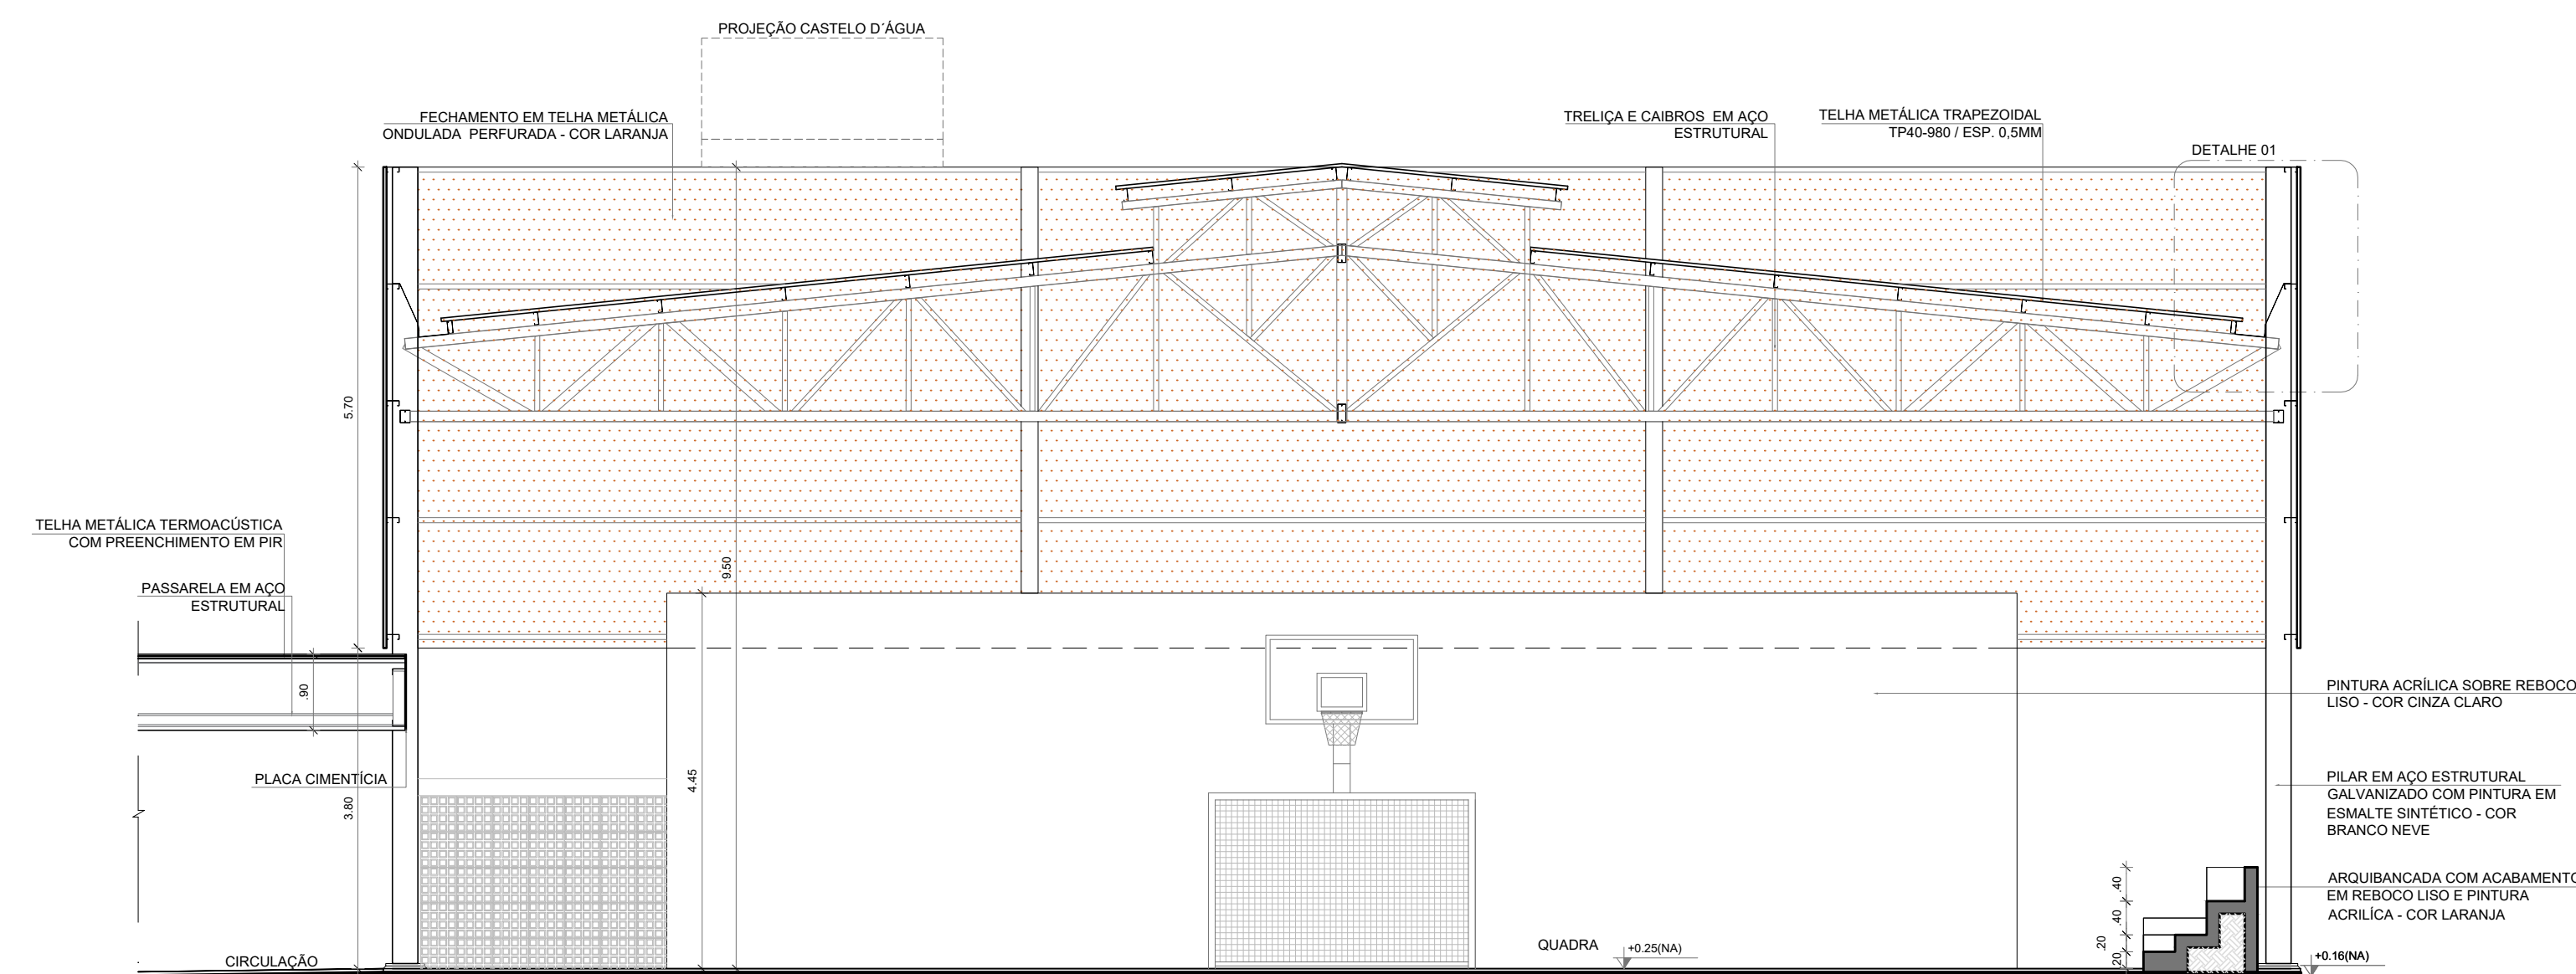 PROJEÇÃO CASTELO D´ÁGUA
FECHAMENTO EM TELHA METÁLICA
ONDULADA PERFURADA - COR LARANJA
TRELIÇA E CAIBROS EM AÇO
ESTRUTURAL
TELHA METÁLICA TRAPEZOIDAL
TP40-980 / ESP. 0,5MM
DETALHE 01
5.70
9.50
TELHA METÁLICA TERMOACÚSTICA
COM PREENCHIMENTO EM PIR
PASSARELA EM AÇO
ESTRUTURAL
.90
PLACA CIMENTÍCIA
3.80
4.45
PINTURA ACRÍLICA SOBRE REBOCO
LISO - COR CINZA CLARO
PILAR EM AÇO ESTRUTURAL
GALVANIZADO COM PINTURA EM
ESMALTE SINTÉTICO - COR
BRANCO NEVE
ARQUIBANCADA COM ACABAMENTO
EM REBOCO LISO E PINTURA
ACRILÍCA - COR LARANJA
.40
.40
.20
.20
QUADRA
+0.25(NA)
+0.16(NA)
CIRCULAÇÃO